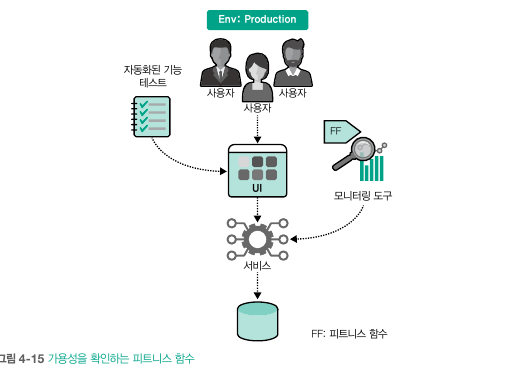 Env: Production
자동화된 기능
테스트
사용자
사용자
사용자
FF
UI
모니터링 도구
서비스
FF: 피트니스 함수
그림 4-15 가용성을 확인하는 피트니스 함수